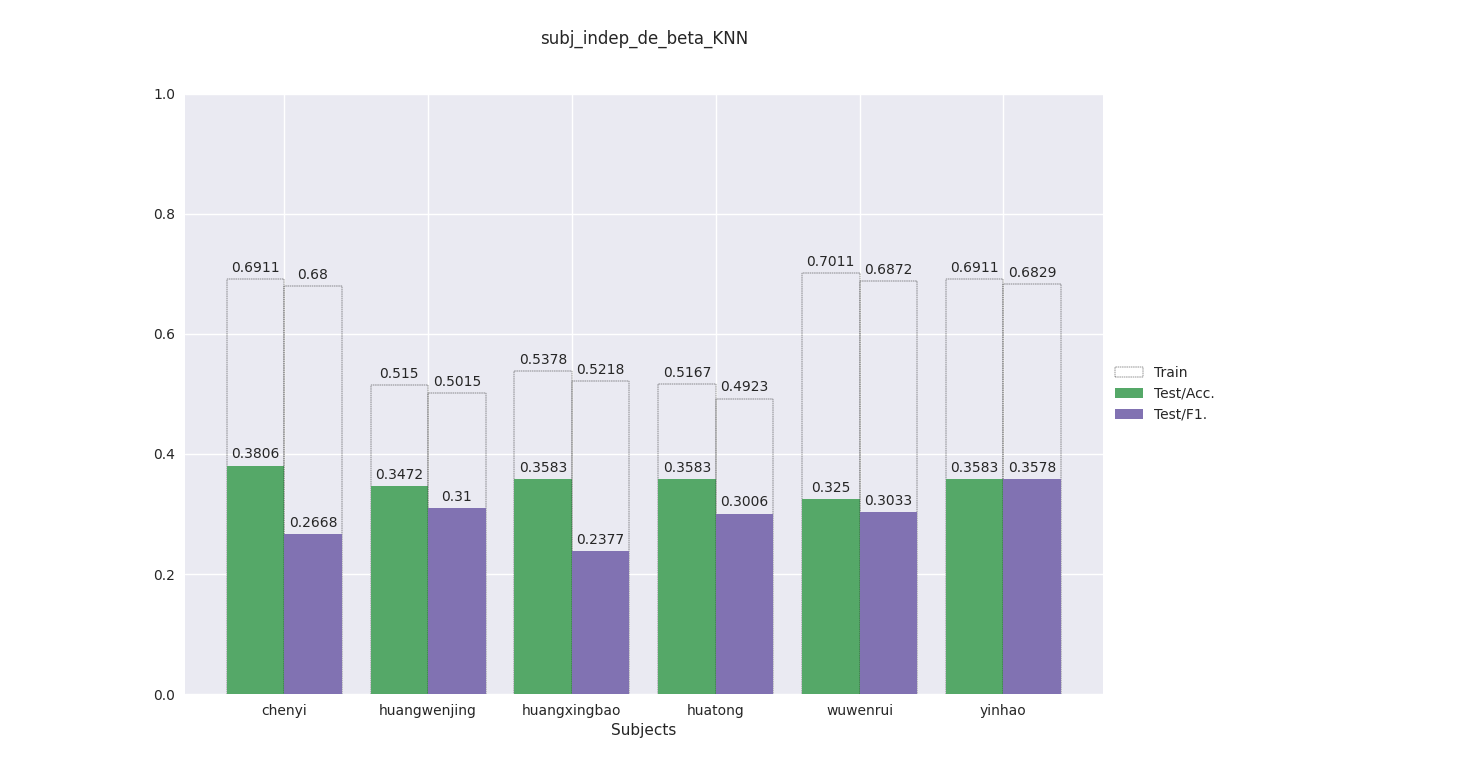 subj_indep_de_beta_KNN
1.0
0.8
0.6
0.4
0.2
0.0
0.6911
0.68
0.3806
0.2668
0.515
0.5015
0.3472
0.31
0.5378
0.5218
0.3583
0.2377
0.5167
0.4923
0.3583
0.3006
0.7011
0.6872
0.325
0.3033
0.6911
0.6829
0.3583
0.3578
chenyi
huangwenjing
huangxingbao
huatong
wuwenrui
yinhao
Subjects
Train
Test/Acc.
Test/F1.